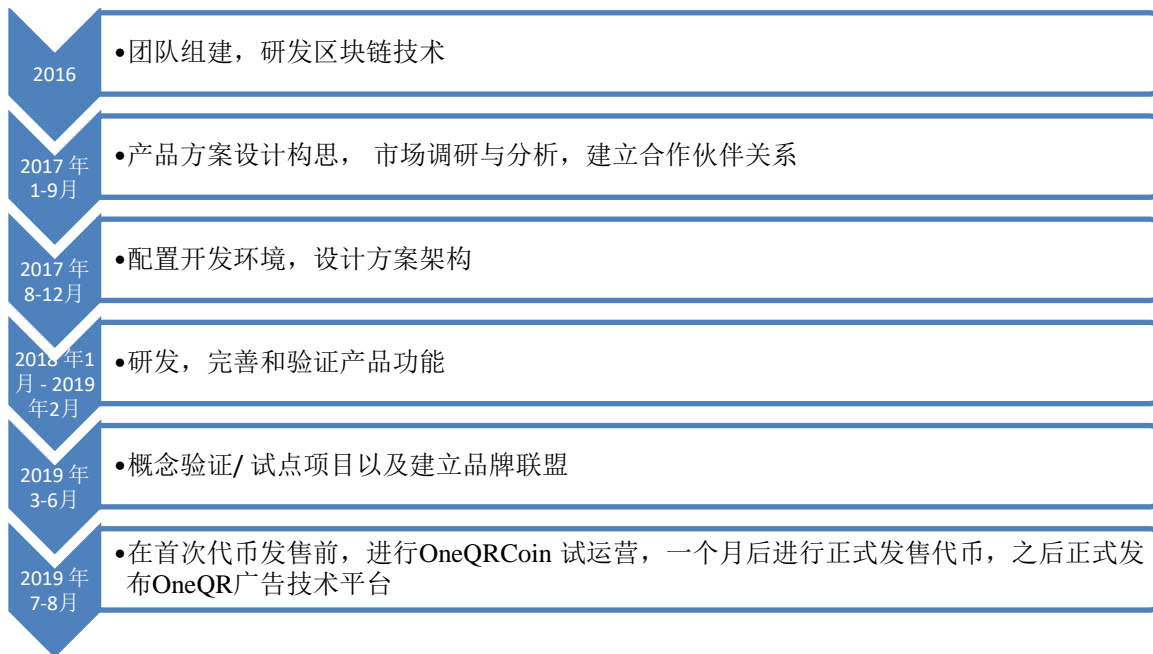 2016
•团队组建，研发区块链技术
2017 年
1-9月
•产品方案设计构思， 市场调研与分析，建立合作伙伴关系
2017 年
8-12月
•配置开发环境，设计方案架构
2018 年1
月 - 2019
年2月
•研发，完善和验证产品功能
2019 年
3-6月
•概念验证/ 试点项目以及建立品牌联盟
2019 年
7-8月
•在首次代币发售前，进行OneQRCoin 试运营，一个月后进行正式发售代币，之后正式发
布OneQR广告技术平台